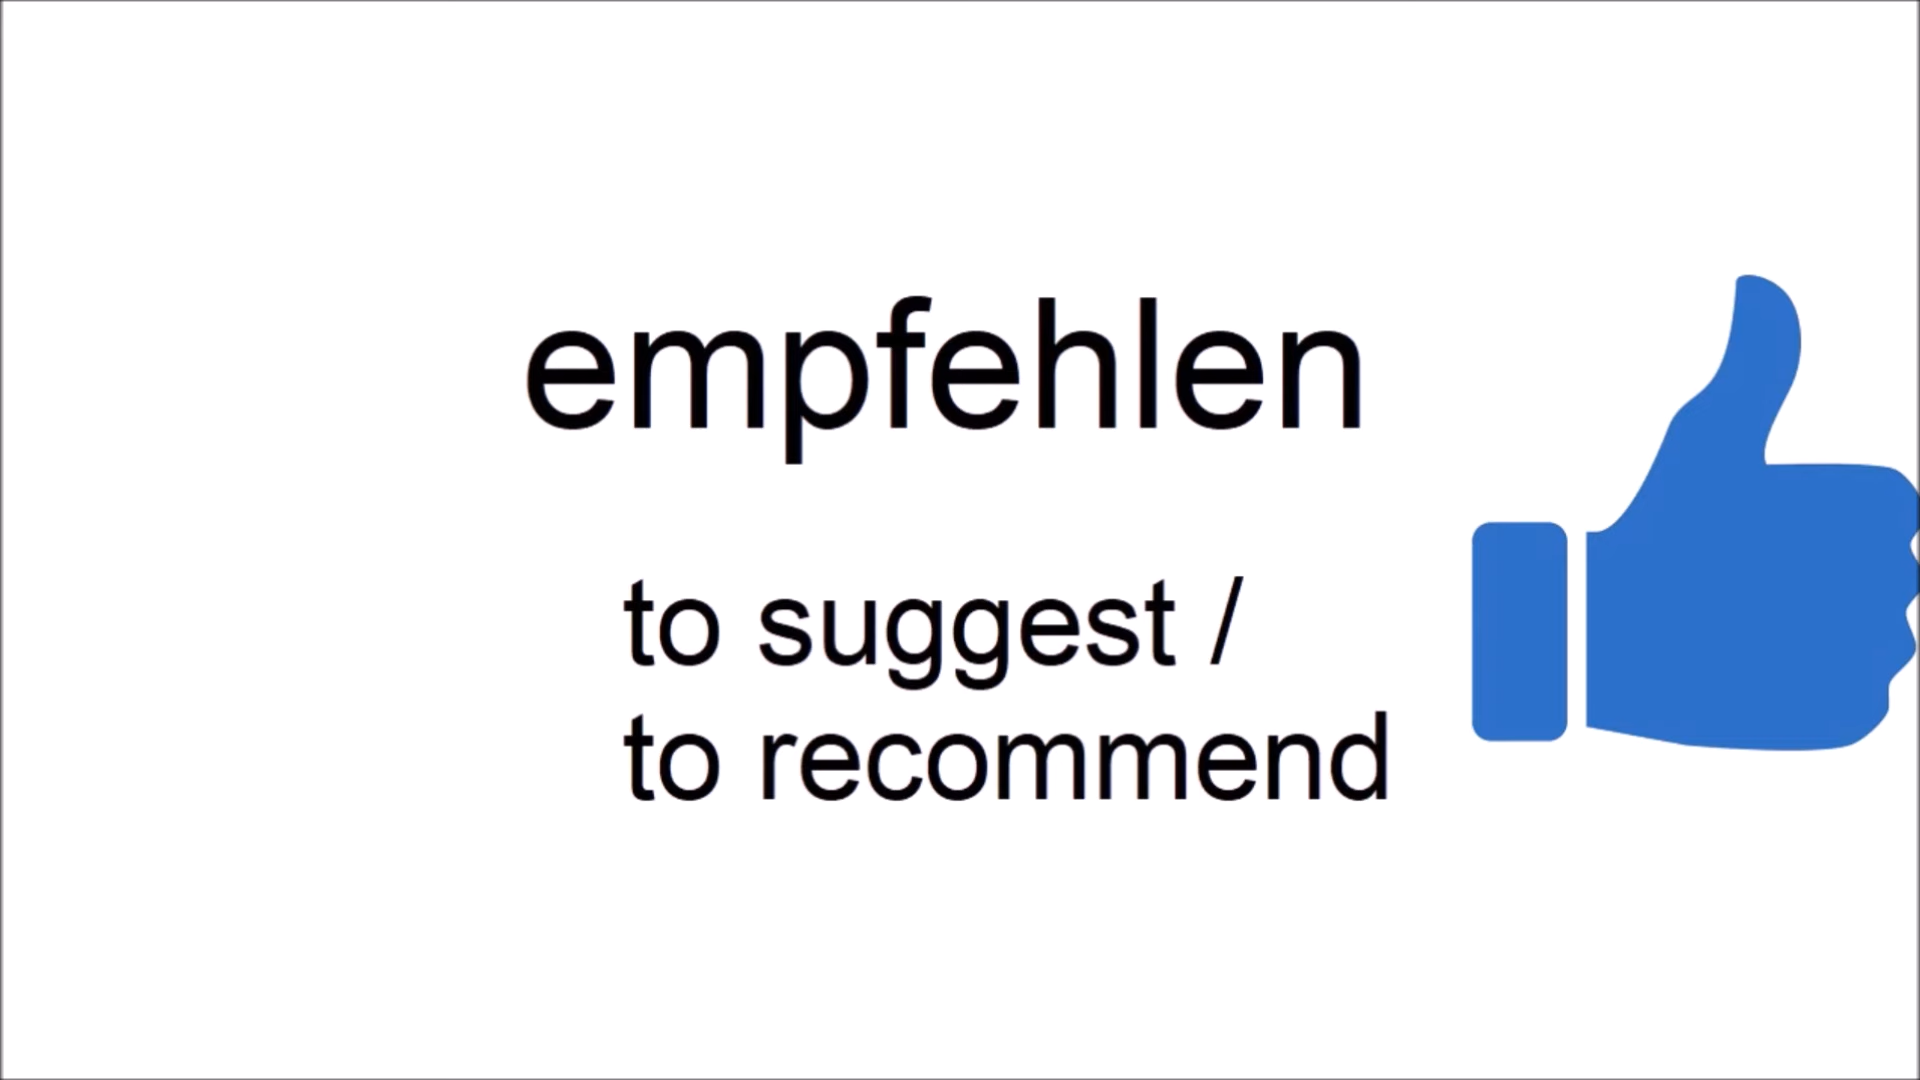 empfehlen
to suggest /
to recommend